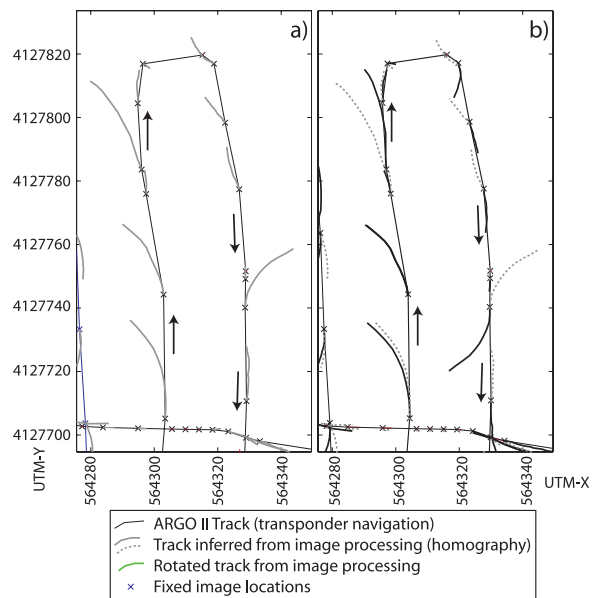 a)
b)
4127820
4127800
4127780
4127760
4127740
4127720
4127700
UTM-Y
564280
564300
564320
564340
564280
564300
564320
564340
UTM-X
ARGO II Track (transponder navigation)
Track inferred from image processing (homography)
Rotated track from image processing
Fixed image locations